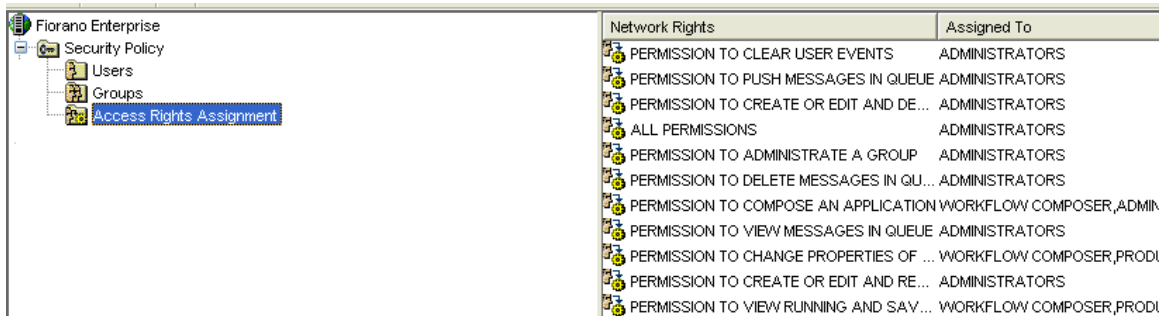 Fiorano Enterprise
Security Policy
Users
Groups
Access Rights Assignment
Network Rights Assigned To
PERMISSION TO CLEAR USER EVENTS ADMINISTRATORS
PERMISSION TO PUSH MESSAGES IN QUEUE ADMINISTRATORS
PERMISSION TO CREATE OR EDIT AND DE... ADMINISTRATORS
ALL PERMISSIONS ADMINISTRATORS
PERMISSION TO ADMINISTRATE A GROUP ADMINISTRATORS
PERMISSION TO DELETE MESSAGES IN QU... ADMINISTRATORS
PERMISSION TO COMPOSE AN APPLICATION WORKFLOW COMPOSER,ADMIN
PERMISSION TO VIEW MESSAGES IN QUEUE ADMINISTRATORS
PERMISSION TO CHANGE PROPERTIES OF ... WORKFLOW COMPOSER,PRODU
PERMISSION TO CREATE OR EDIT AND RE... ADMINISTRATORS
PERMISSION TO VIEW RUNNING AND SAV... WORKFLOW COMPOSER,PRODU